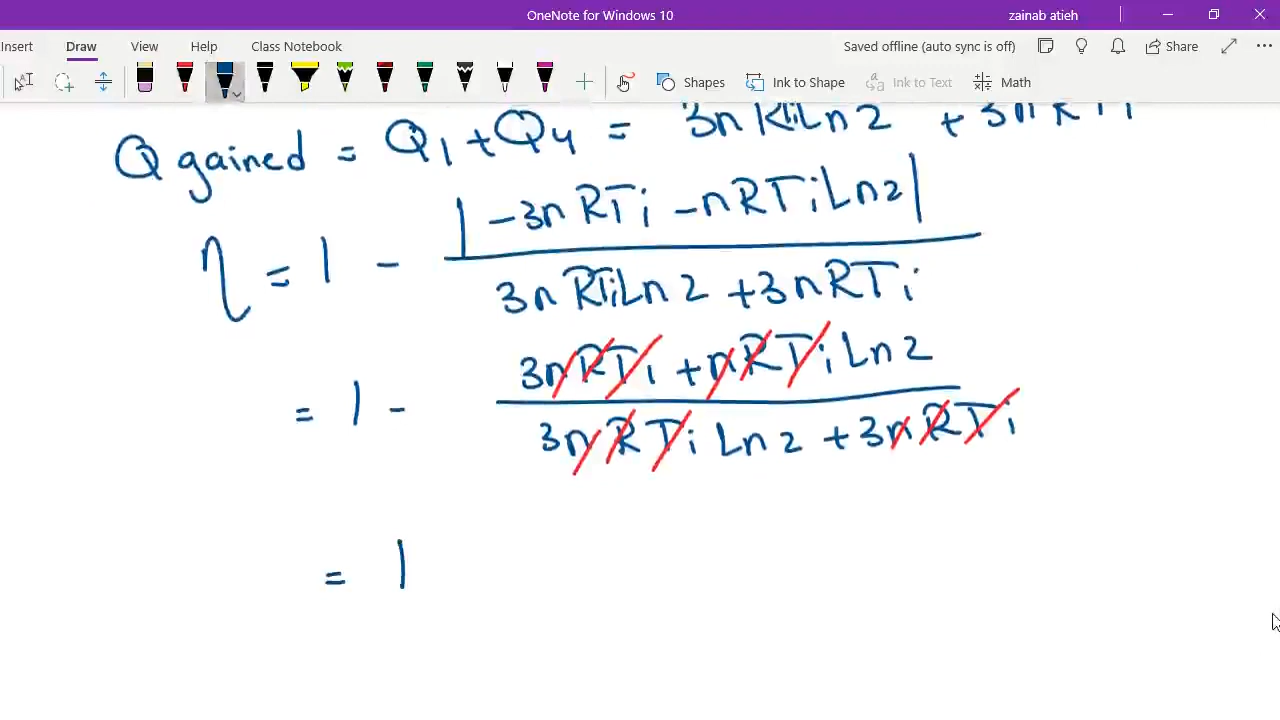 OneNote for Windows 10
zainab atieh
Insert Draw View Help Class Notebook
Saved offline (auto sync is off) Share
Shapes Ink to Shape Ink to Text Math
Q gained = Q1 + Q4 = 3nRTiLn2 + 3nRTi
η = 1 - |-3nRTi - nRTiLn2|
3nRTiLn2 + 3nRTi
= 1 - 3nRTi + nRTiLn2
3nRTiLn2 + 3nRTi
= 1